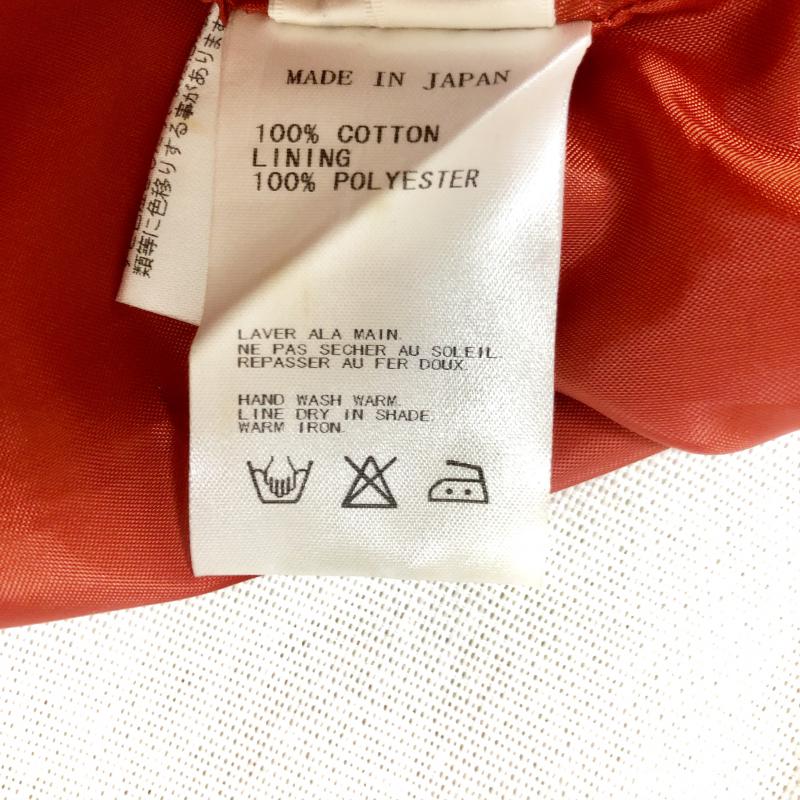 MADE IN JAPAN
100% COTTON
LINING
100% POLYESTER
LAVER ALA MAIN.
NE PAS SECHER AU SOLEIL.
REPASSER AU FER DOUX.
HAND WASH WARM.
LINE DRY IN SHADE.
WARM IRON.
色移りする事があります
類等に